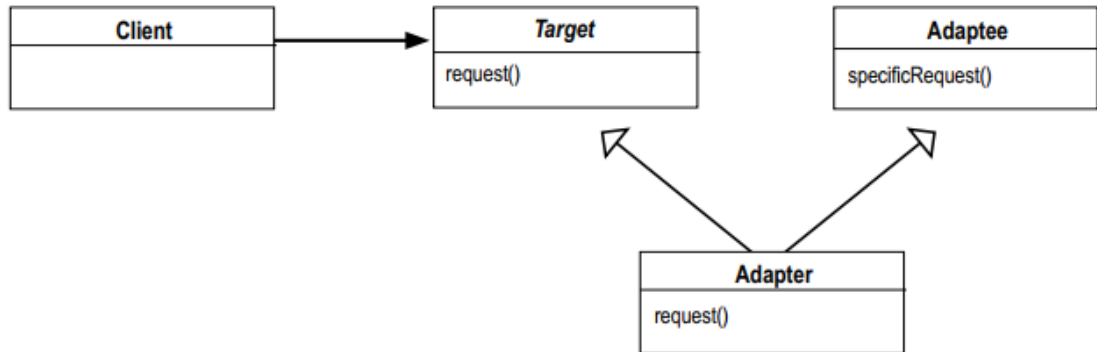 Client
Target
request()
Adaptee
specificRequest()
Adapter
request()